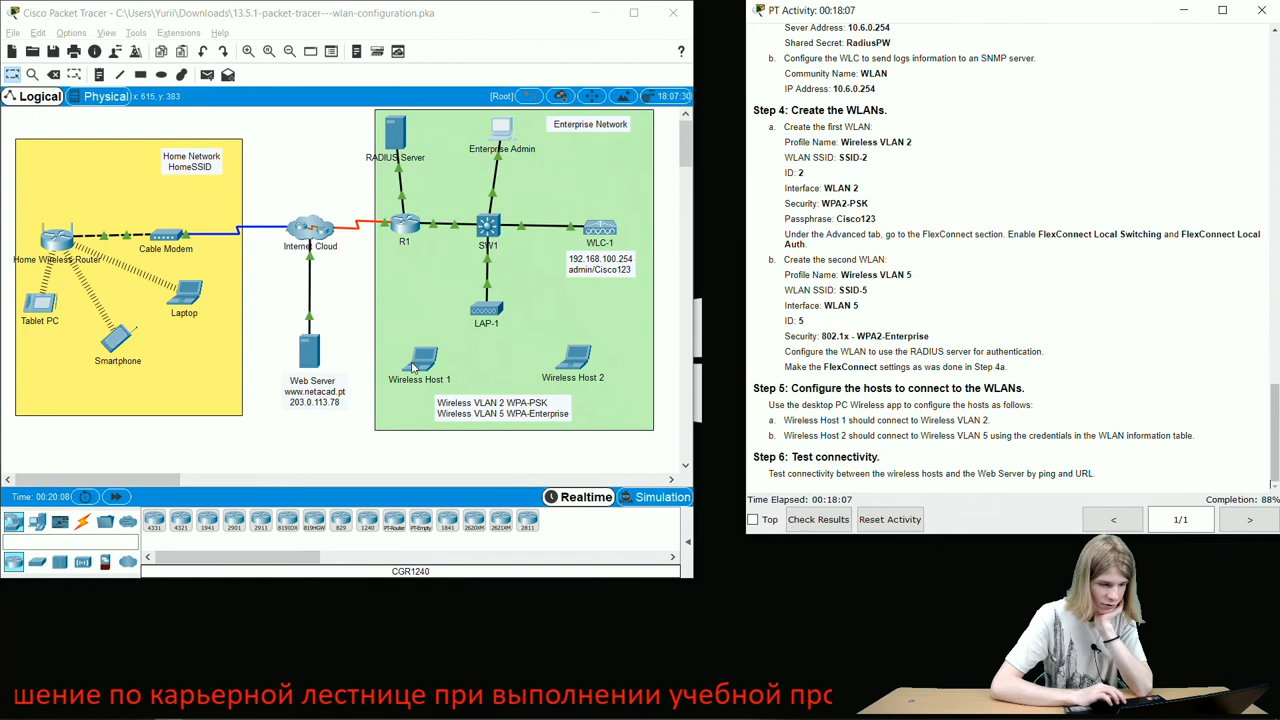 Cisco Packet Tracer - C:\Users\Yurii\Downloads\13.5.1-packet-tracer---wlan-configuration.pka
File Edit Options View Tools Extensions Help
Logical Physical x: 615, y: 383 [Root] 18:07:30
Home Network
HomeSSID
Home Wireless Router
Cable Modem
Tablet PC
Laptop
Smartphone
Internet Cloud
Web Server
www.netacad.pt
203.0.113.78
Enterprise Network
RADIUS Server
Enterprise Admin
R1
SW1
WLC-1
192.168.100.254
admin/Cisco123
LAP-1
Wireless Host 1
Wireless Host 2
Wireless VLAN 2 WPA-PSK
Wireless VLAN 5 WPA-Enterprise
Time: 00:20:08 Realtime Simulation
4331 4321 1941 2901 2911 819IOX 819HGW 829 1240 PT-Router PT-Empty 1841 2620XM 2621XM 2811
CGR1240
PT Activity: 00:18:07
Sever Address: 10.6.0.254
Shared Secret: RadiusPW
b. Configure the WLC to send logs information to an SNMP server.
Community Name: WLAN
IP Address: 10.6.0.254
Step 4: Create the WLANs.
a. Create the first WLAN:
Profile Name: Wireless VLAN 2
WLAN SSID: SSID-2
ID: 2
Interface: WLAN 2
Security: WPA2-PSK
Passphrase: Cisco123
Under the Advanced tab, go to the FlexConnect section. Enable FlexConnect Local Switching and FlexConnect Local
Auth.
b. Create the second WLAN:
Profile Name: Wireless VLAN 5
WLAN SSID: SSID-5
Interface: WLAN 5
ID: 5
Security: 802.1x - WPA2-Enterprise
Configure the WLAN to use the RADIUS server for authentication.
Make the FlexConnect settings as was done in Step 4a.
Step 5: Configure the hosts to connect to the WLANs.
Use the desktop PC Wireless app to configure the hosts as follows:
a. Wireless Host 1 should connect to Wireless VLAN 2.
b. Wireless Host 2 should connect to Wireless VLAN 5 using the credentials in the WLAN information table.
Step 6: Test connectivity.
Test connectivity between the wireless hosts and the Web Server by ping and URL.
Time Elapsed: 00:18:07 Completion: 88%
Top Check Results Reset Activity < 1/1 >
шение по карьерной лестнице при выполнении учебной про